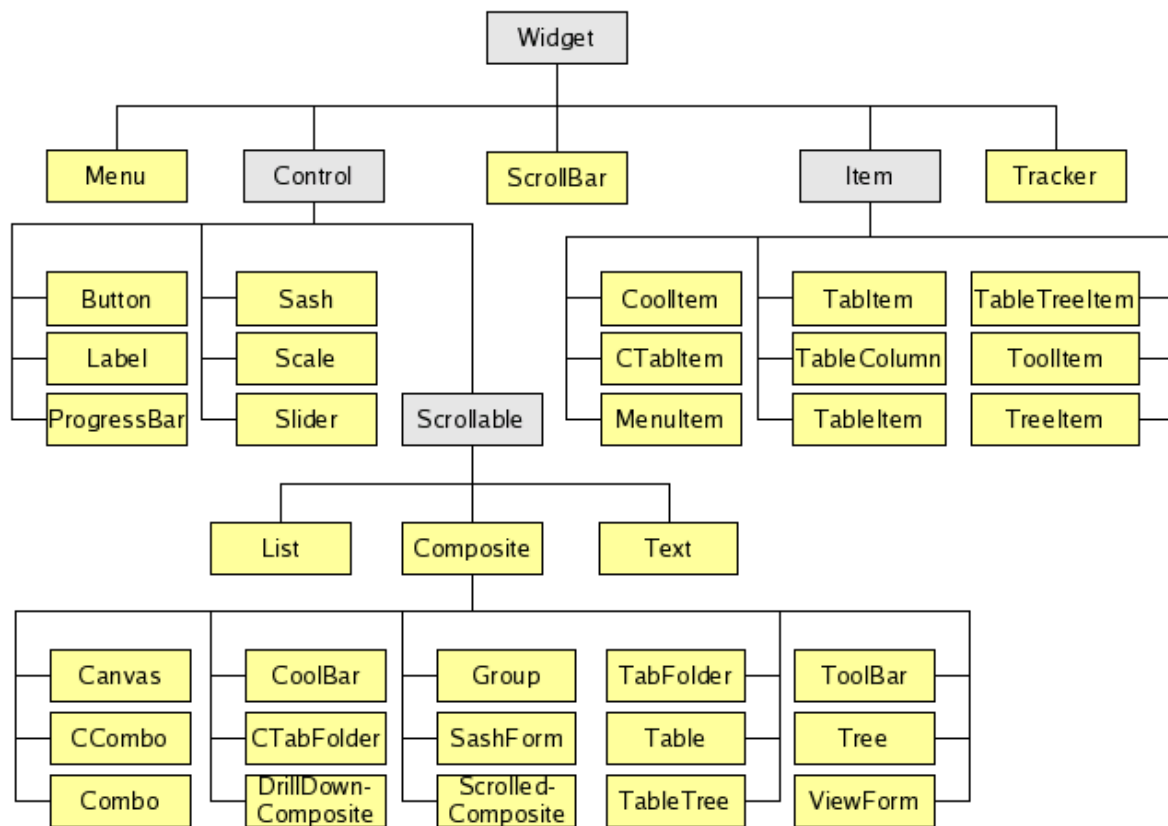 Widget
Menu
Control
ScrollBar
Item
Tracker
Button
Sash
CoolItem
TabItem
TableTreeItem
Label
Scale
CTabItem
TableColumn
ToolItem
ProgressBar
Slider
Scrollable
MenuItem
TableItem
TreeItem
List
Composite
Text
Canvas
CoolBar
Group
TabFolder
ToolBar
CCombo
CTabFolder
SashForm
Table
Tree
Combo
DrillDown-
Composite
Scrolled-
Composite
TableTree
ViewForm